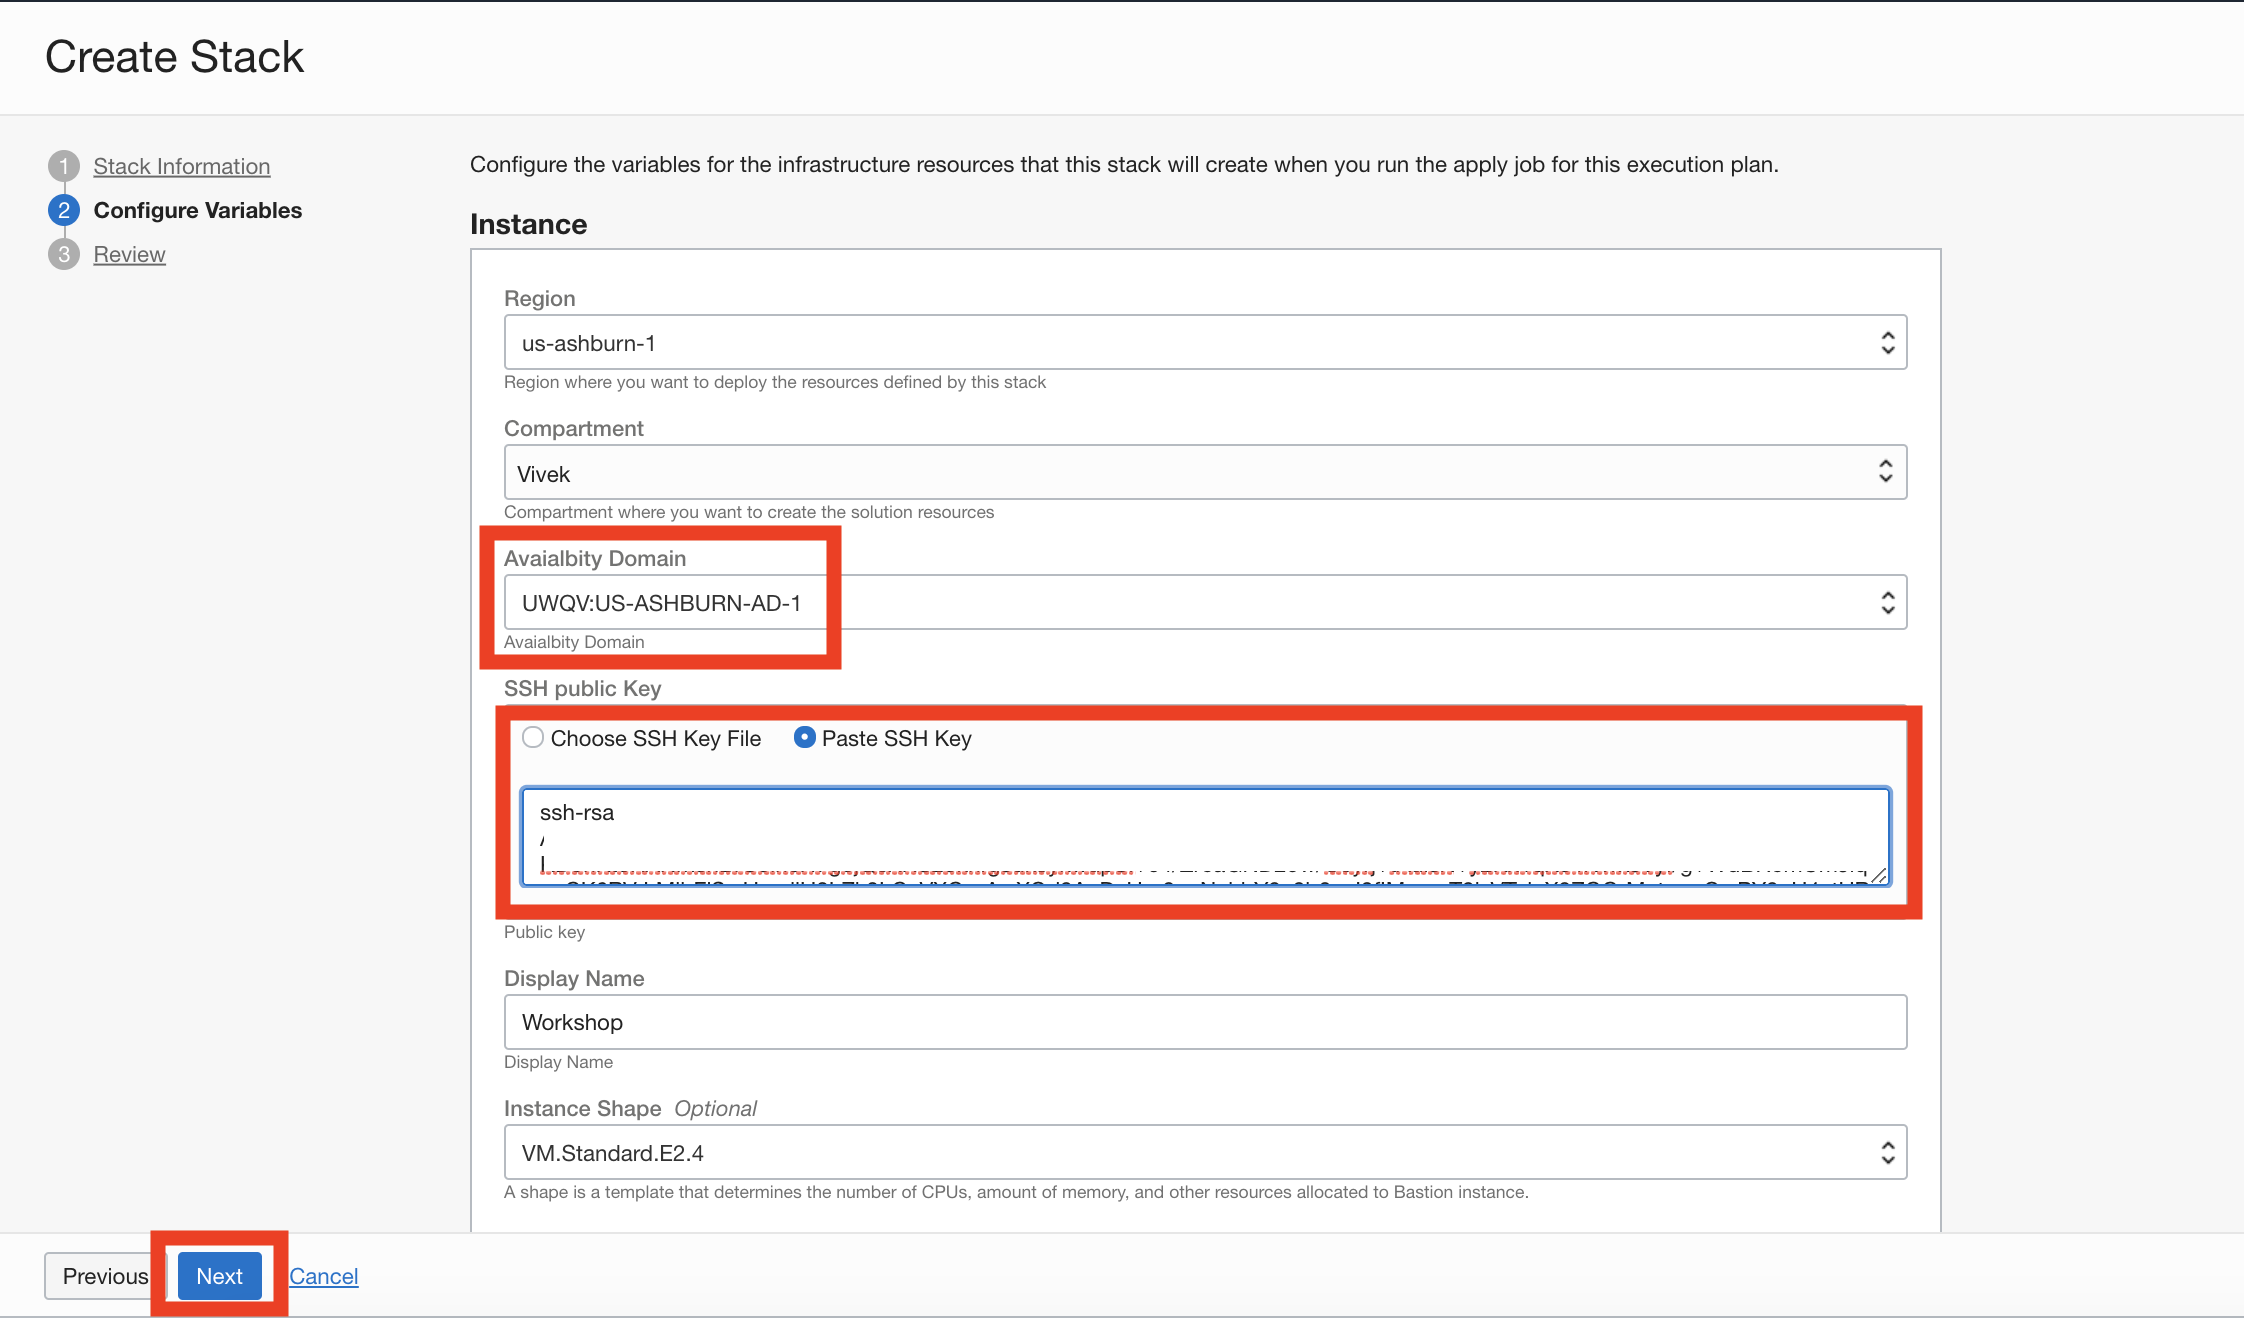 Create Stack
1 Stack Information
2 Configure Variables
3 Review
Configure the variables for the infrastructure resources that this stack will create when you run the apply job for this execution plan.
Instance
Region
us-ashburn-1
Region where you want to deploy the resources defined by this stack
Compartment
Vivek
Compartment where you want to create the solution resources
Avaialbity Domain
UWQV:US-ASHBURN-AD-1
Avaialbity Domain
SSH public Key
Choose SSH Key File Paste SSH Key
ssh-rsa
Public key
Display Name
Workshop
Display Name
Instance Shape Optional
VM.Standard.E2.4
A shape is a template that determines the number of CPUs, amount of memory, and other resources allocated to Bastion instance.
Previous Next Cancel